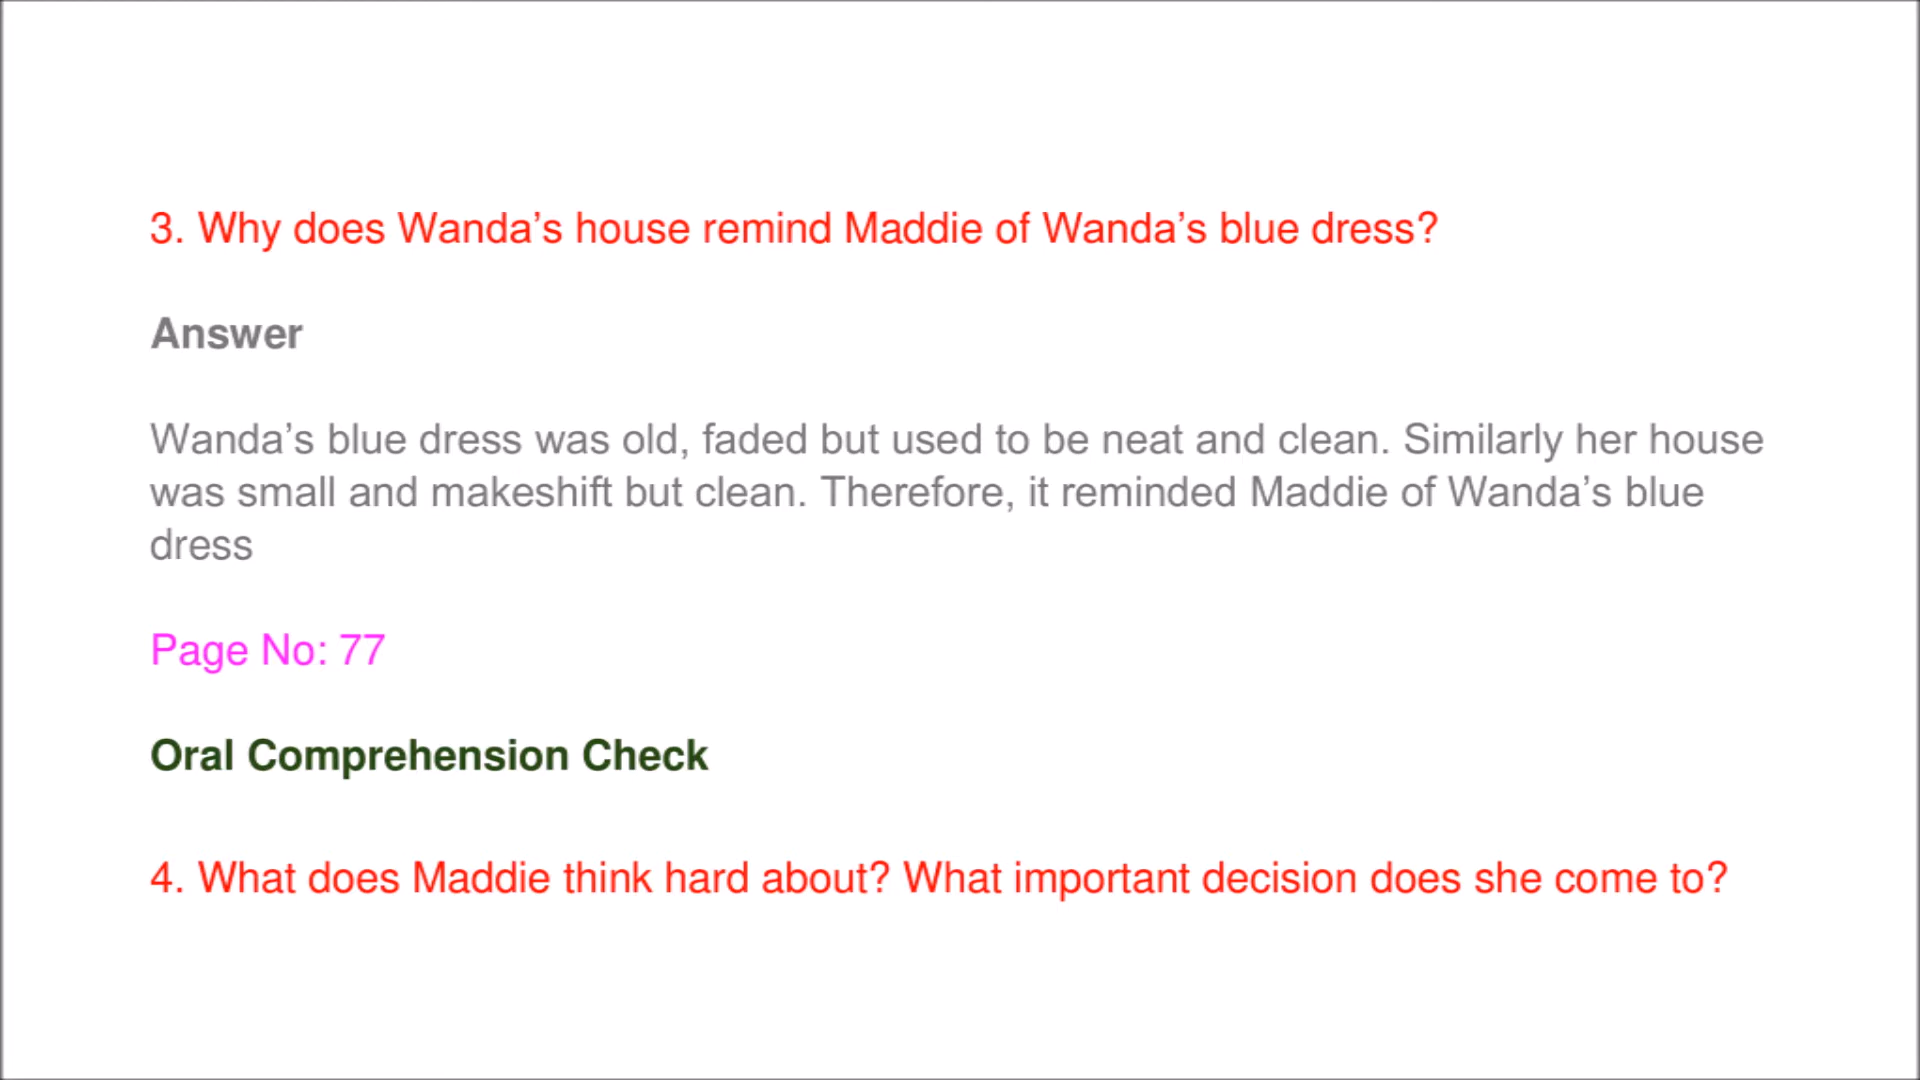 3. Why does Wanda’s house remind Maddie of Wanda’s blue dress?
Answer
Wanda’s blue dress was old, faded but used to be neat and clean. Similarly her house
was small and makeshift but clean. Therefore, it reminded Maddie of Wanda’s blue
dress
Page No: 77
Oral Comprehension Check
4. What does Maddie think hard about? What important decision does she come to?